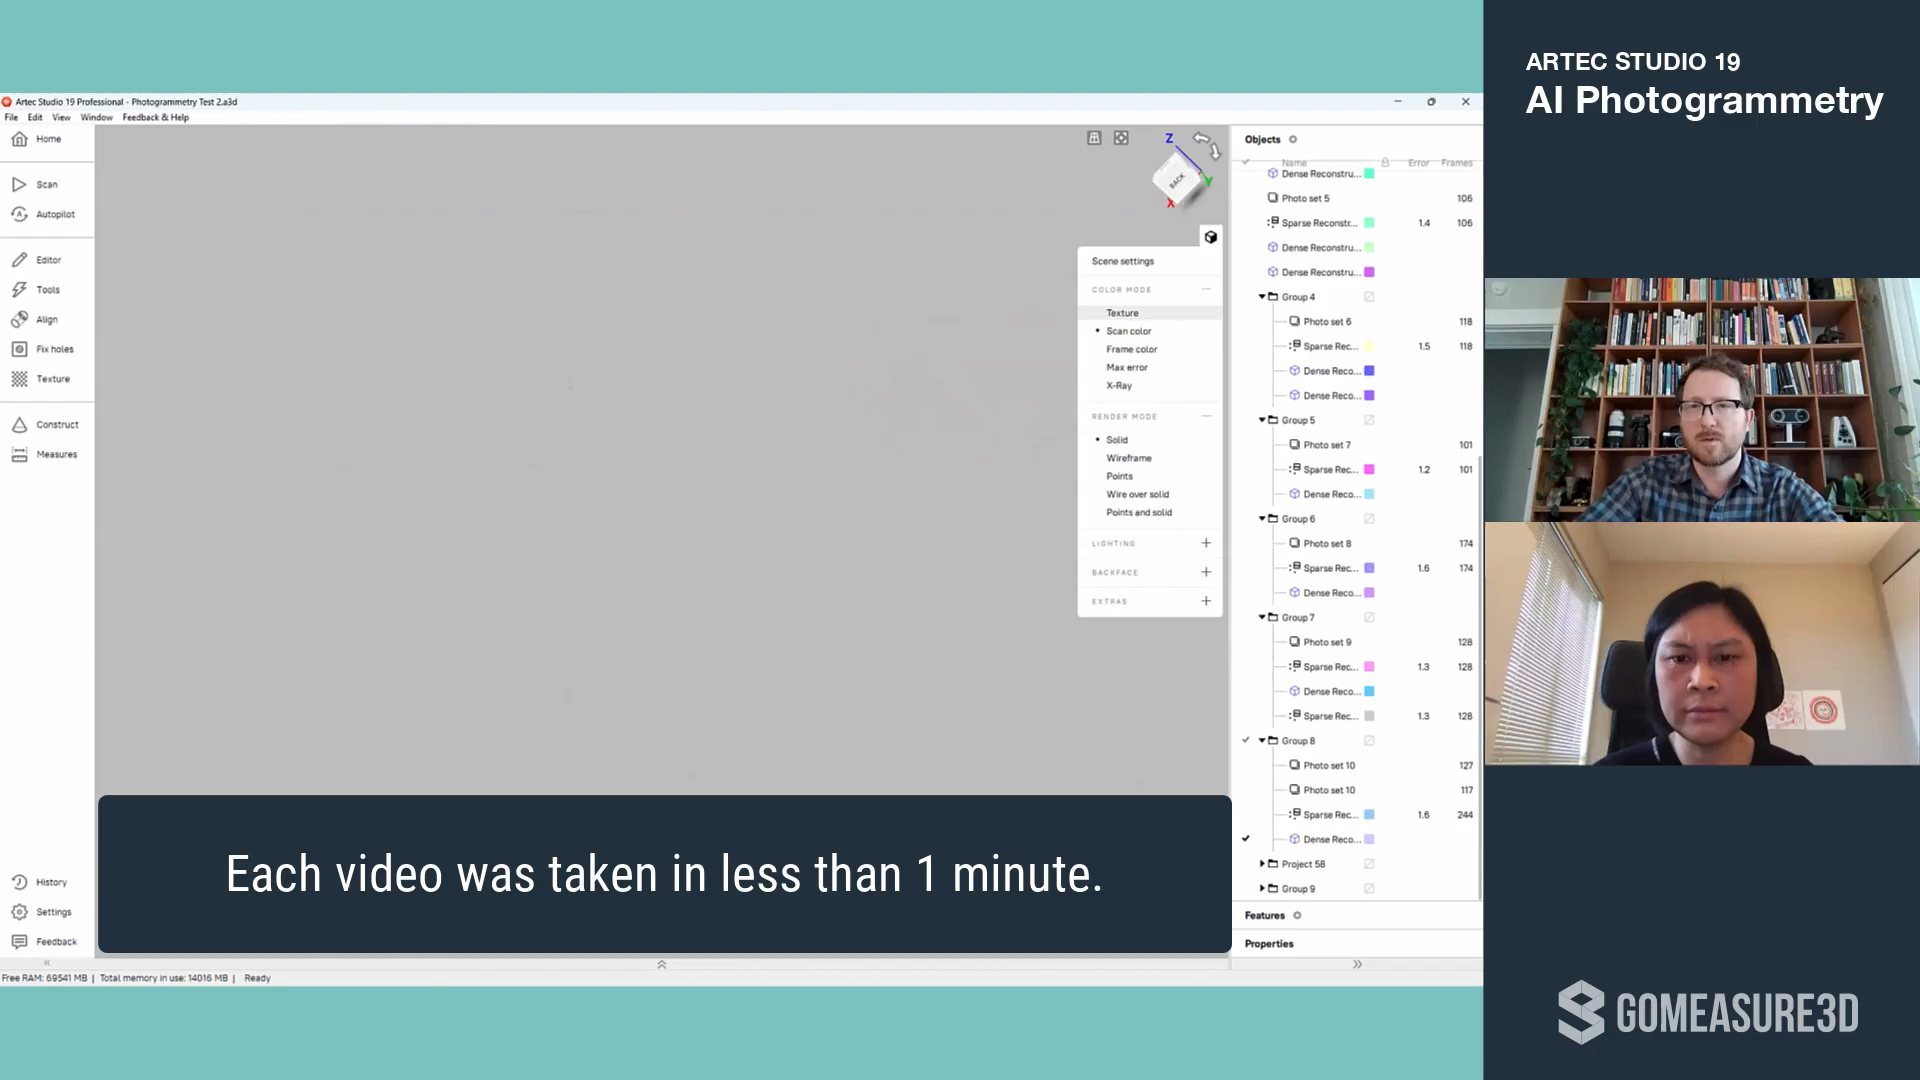 ARTEC STUDIO 19
AI Photogrammetry
Artec Studio 19 Professional - Photogrammetry Test 2.a3d
File Edit View Window Feedback & Help
Home
Scan
Autopilot
Editor
Tools
Align
Fix holes
Texture
Construct
Measures
History
Settings
Feedback
Z
BACK
Y
X
Scene settings
COLOR MODE
Texture
Scan color
Frame color
Max error
X-Ray
RENDER MODE
Solid
Wireframe
Points
Wire over solid
Points and solid
LIGHTING
BACKFACE
EXTRAS
Objects
Name Error Frames
Dense Reconstru...
Photo set 5 106
Sparse Reconstr... 1.4 106
Dense Reconstru...
Dense Reconstru...
Group 4
Photo set 6 118
Sparse Rec... 1.5 118
Dense Reco...
Dense Reco...
Group 5
Photo set 7 101
Sparse Rec... 1.2 101
Dense Reco...
Group 6
Photo set 8 174
Sparse Rec... 1.6 174
Dense Reco...
Group 7
Photo set 9 128
Sparse Rec... 1.3 128
Dense Reco...
Sparse Rec... 1.3 128
Group 8
Photo set 10 127
Photo set 10 117
Sparse Rec... 1.6 244
Dense Reco...
Project 58
Group 9
Features
Properties
Each video was taken in less than 1 minute.
Free RAM: 69541 MB | Total memory in use: 14016 MB | Ready
GOMEASURE3D